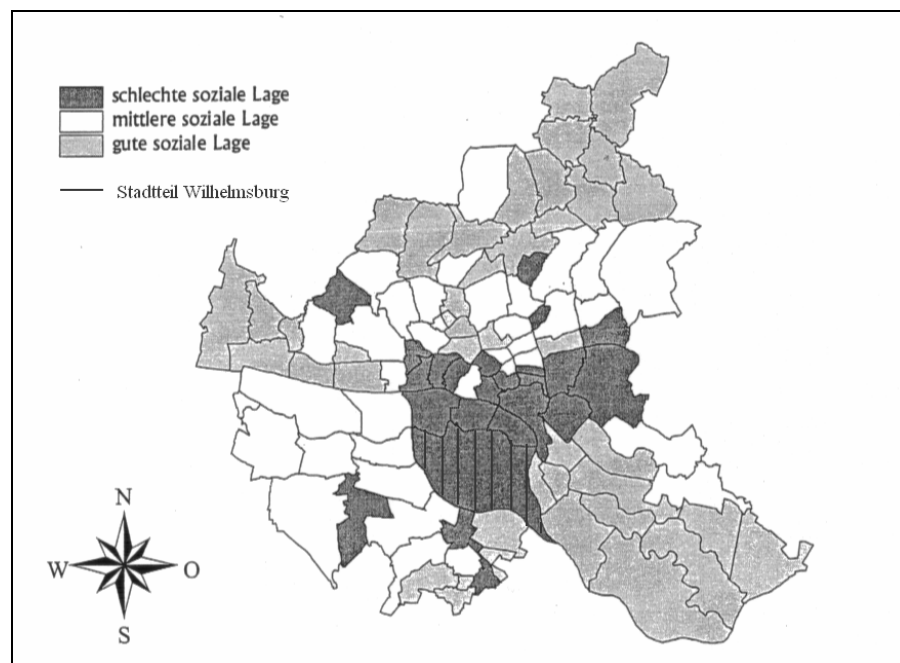 schlechte soziale Lage
mittlere soziale Lage
gute soziale Lage
Stadtteil Wilhelmsburg
N
W
O
S